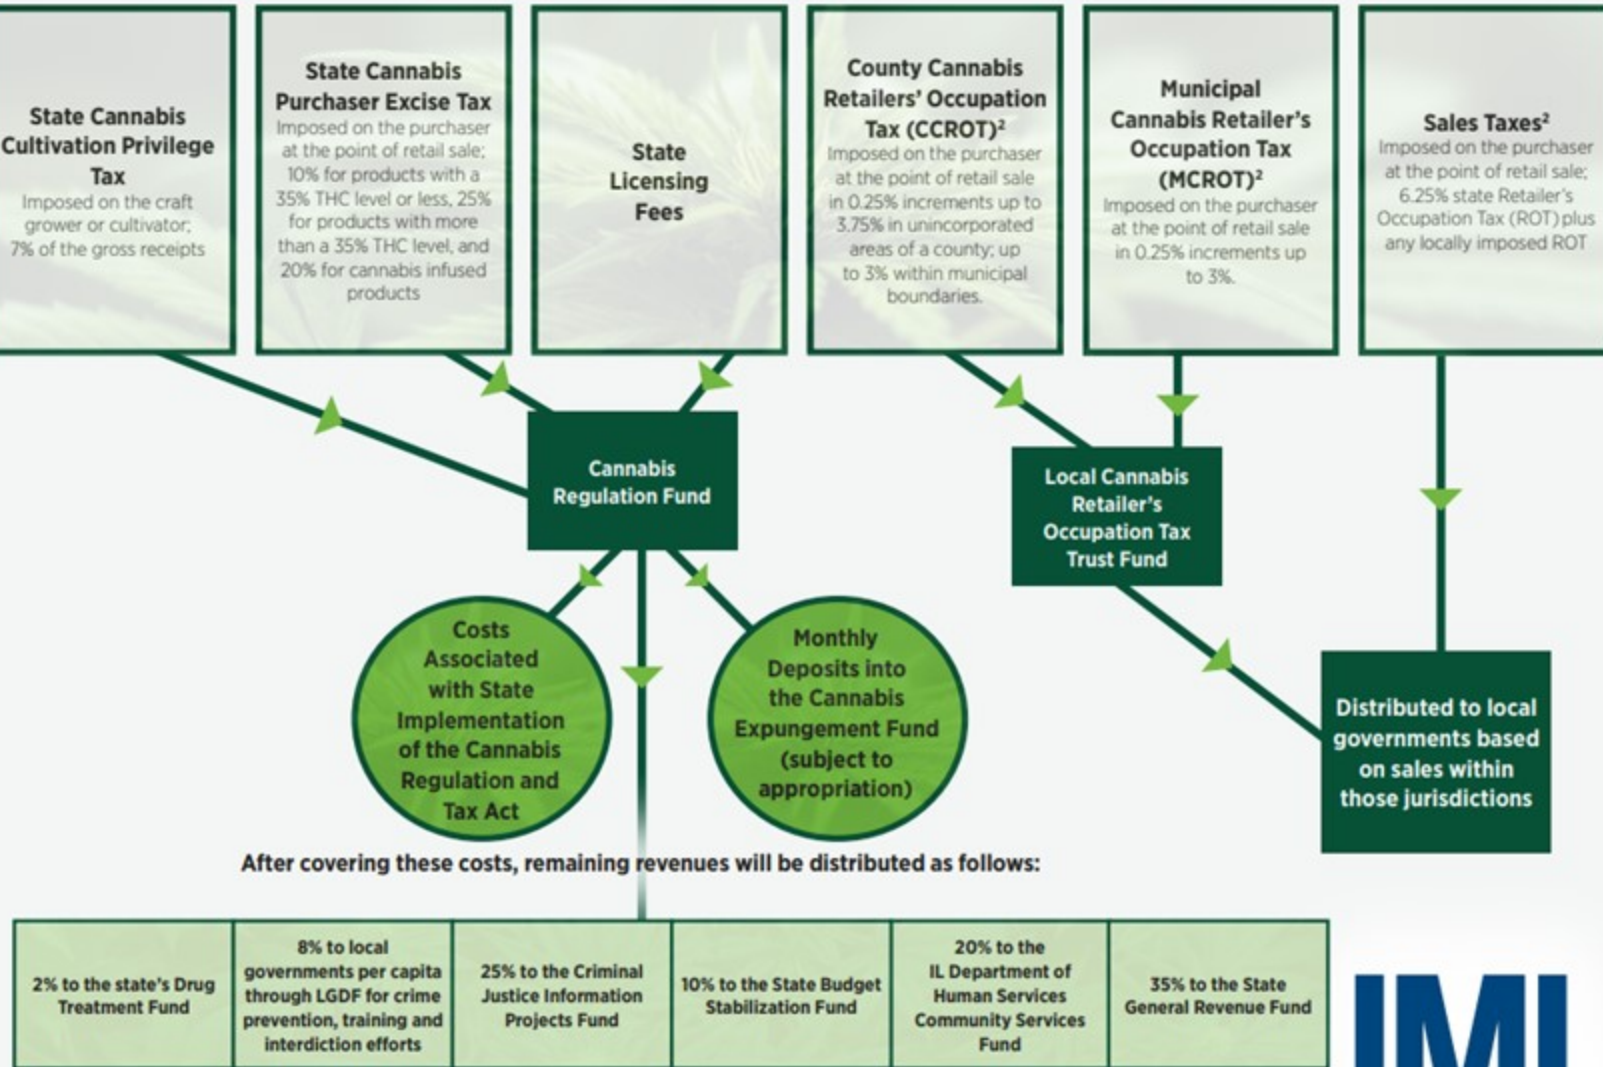 State Cannabis
Cultivation Privilege
Tax
Imposed on the craft
grower or cultivator;
7% of the gross receipts
State Cannabis
Purchaser Excise Tax
Imposed on the purchaser
at the point of retail sale;
10% for products with a
35% THC level or less, 25%
for products with more
than a 35% THC level, and
20% for cannabis infused
products
State
Licensing
Fees
County Cannabis
Retailers' Occupation
Tax (CCROT)²
Imposed on the purchaser
at the point of retail sale
in 0.25% increments up to
3.75% in unincorporated
areas of a county; up
to 3% within municipal
boundaries.
Municipal
Cannabis Retailer's
Occupation Tax
(MCROT)²
Imposed on the purchaser
at the point of retail sale
in 0.25% increments up
to 3%.
Sales Taxes²
Imposed on the purchaser
at the point of retail sale;
6.25% state Retailer's
Occupation Tax (ROT) plus
any locally imposed ROT
Cannabis
Regulation Fund
Local Cannabis
Retailer's
Occupation Tax
Trust Fund
Costs
Associated
with State
Implementation
of the Cannabis
Regulation and
Tax Act
Monthly
Deposits into
the Cannabis
Expungement Fund
(subject to
appropriation)
Distributed to local
governments based
on sales within
those jurisdictions
After covering these costs, remaining revenues will be distributed as follows:
2% to the state's Drug
Treatment Fund
8% to local
governments per capita
through LGDF for crime
prevention, training and
interdiction efforts
25% to the Criminal
Justice Information
Projects Fund
10% to the State Budget
Stabilization Fund
20% to the
IL Department of
Human Services
Community Services
Fund
35% to the State
General Revenue Fund